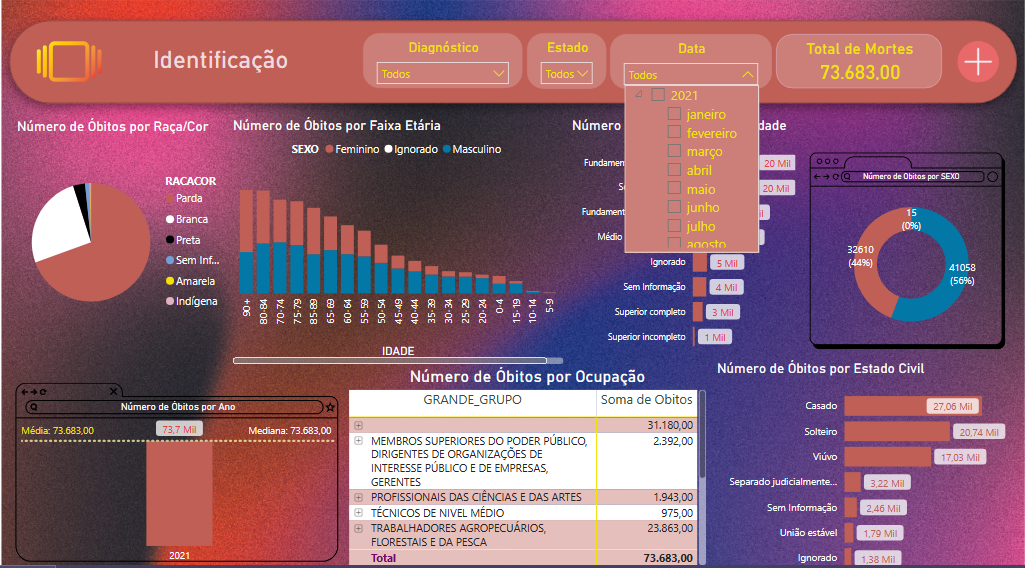 Identificação
Diagnóstico
Todos
Estado
Todos
Data
Todos
2021
janeiro
fevereiro
março
abril
maio
junho
julho
agosto
Total de Mortes
73.683,00
Número de Óbitos por Raça/Cor
RACACOR
Parda
Branca
Preta
Sem Inf...
Amarela
Indígena
Número de Óbitos por Faixa Etária
SEXO Feminino Ignorado Masculino
90+ 80-84 70-74 75-79 85-89 65-69 60-64 55-59 50-54 45-49 40-44 35-39 30-34 25-29 20-24 0-4 15-19 10-14 5-9
IDADE
Número
dade
Fundamen
20 Mil
20 Mil
Fundament
Médio
Ignorado 5 Mil
Sem Informação 4 Mil
Superior completo 3 Mil
Superior incompleto 1 Mil
Número de Óbitos por SEXO
15
(0%)
32610
(44%)
41058
(56%)
Número de Óbitos por Ano
Média: 73.683,00 73,7 Mil Mediana: 73.683,00
2021
Número de Óbitos por Ocupação
GRANDE_GRUPO Soma de Obitos
31.180,00
MEMBROS SUPERIORES DO PODER PÚBLICO, 2.392,00
DIRIGENTES DE ORGANIZAÇÕES DE
INTERESSE PÚBLICO E DE EMPRESAS,
GERENTES
PROFISSIONAIS DAS CIÊNCIAS E DAS ARTES 1.943,00
TÉCNICOS DE NIVEL MÉDIO 975,00
TRABALHADORES AGROPECUÁRIOS, 23.863,00
FLORESTAIS E DA PESCA
Total 73.683,00
Número de Óbitos por Estado Civil
Casado 27,06 Mil
Solteiro 20,74 Mil
Viúvo 17,03 Mil
Separado judicialmente... 3,22 Mil
Sem Informação 2,46 Mil
União estável 1,79 Mil
Ignorado 1,38 Mil